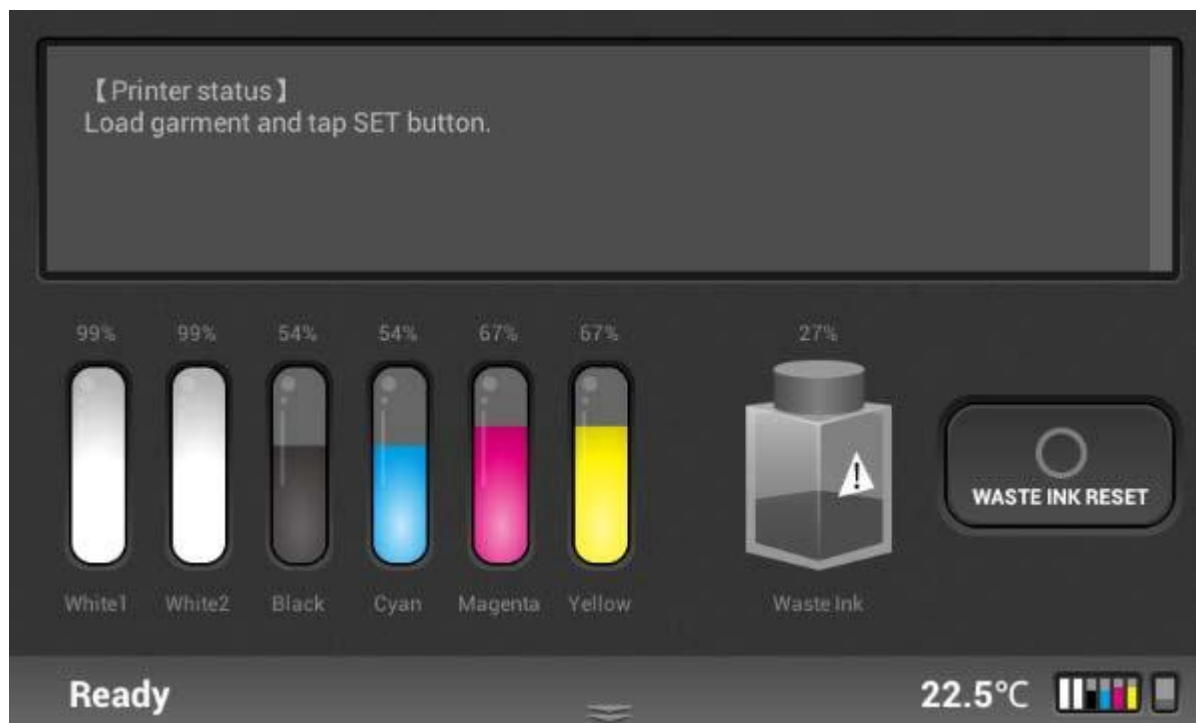 【Printer status】
Load garment and tap SET button.
99% 99% 54% 54% 67% 67% 27%
!
WASTE INK RESET
White1 White2 Black Cyan Magenta Yellow Waste Ink
Ready 22.5°C